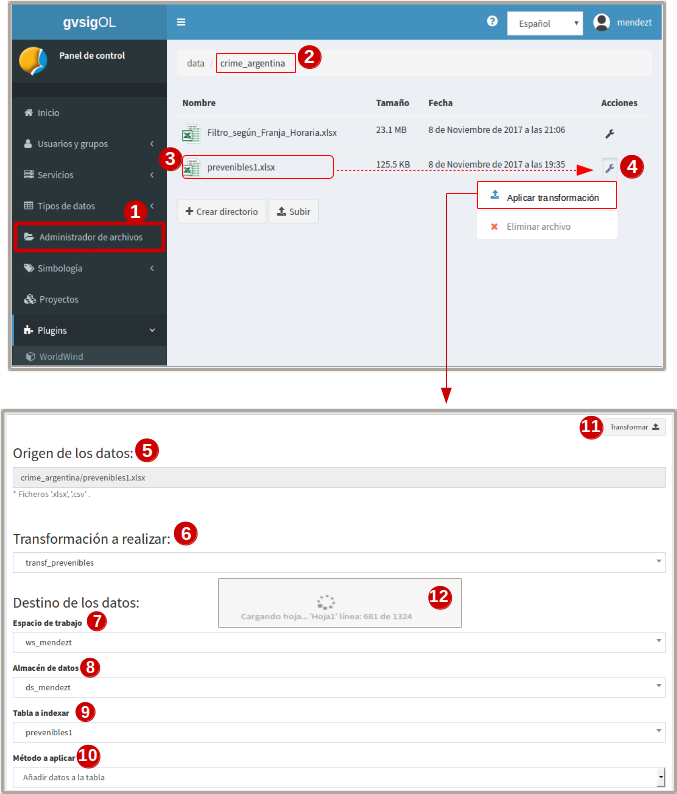 gvsigOL
Español
mendezt
Panel de control
data / crime_argentina 2
Nombre Tamaño Fecha Acciones
Inicio
Filtro_según_Franja_Horaria.xlsx 23.1 MB 8 de Noviembre de 2017 a las 21:06
Usuarios y grupos
3 prevenibles1.xlsx 125.5 KB 8 de Noviembre de 2017 a las 19:35 4
Servicios
Aplicar transformación
Tipos de datos
1
Crear directorio Subir
Eliminar archivo
Administrador de archivos
Simbología
Proyectos
Plugins
WorldWind
11 Transformar
Origen de los datos: 5
crime_argentina/prevenibles1.xlsx
* Ficheros '.xlsx', '.csv' .
Transformación a realizar: 6
transf_prevenibles
Destino de los datos:
12
Cargando hoja... 'Hoja1' línea: 681 de 1324
Espacio de trabajo 7
ws_mendezt
Almacén de datos 8
ds_mendezt
Tabla a indexar 9
prevenibles1
Método a aplicar 10
Añadir datos a la tabla